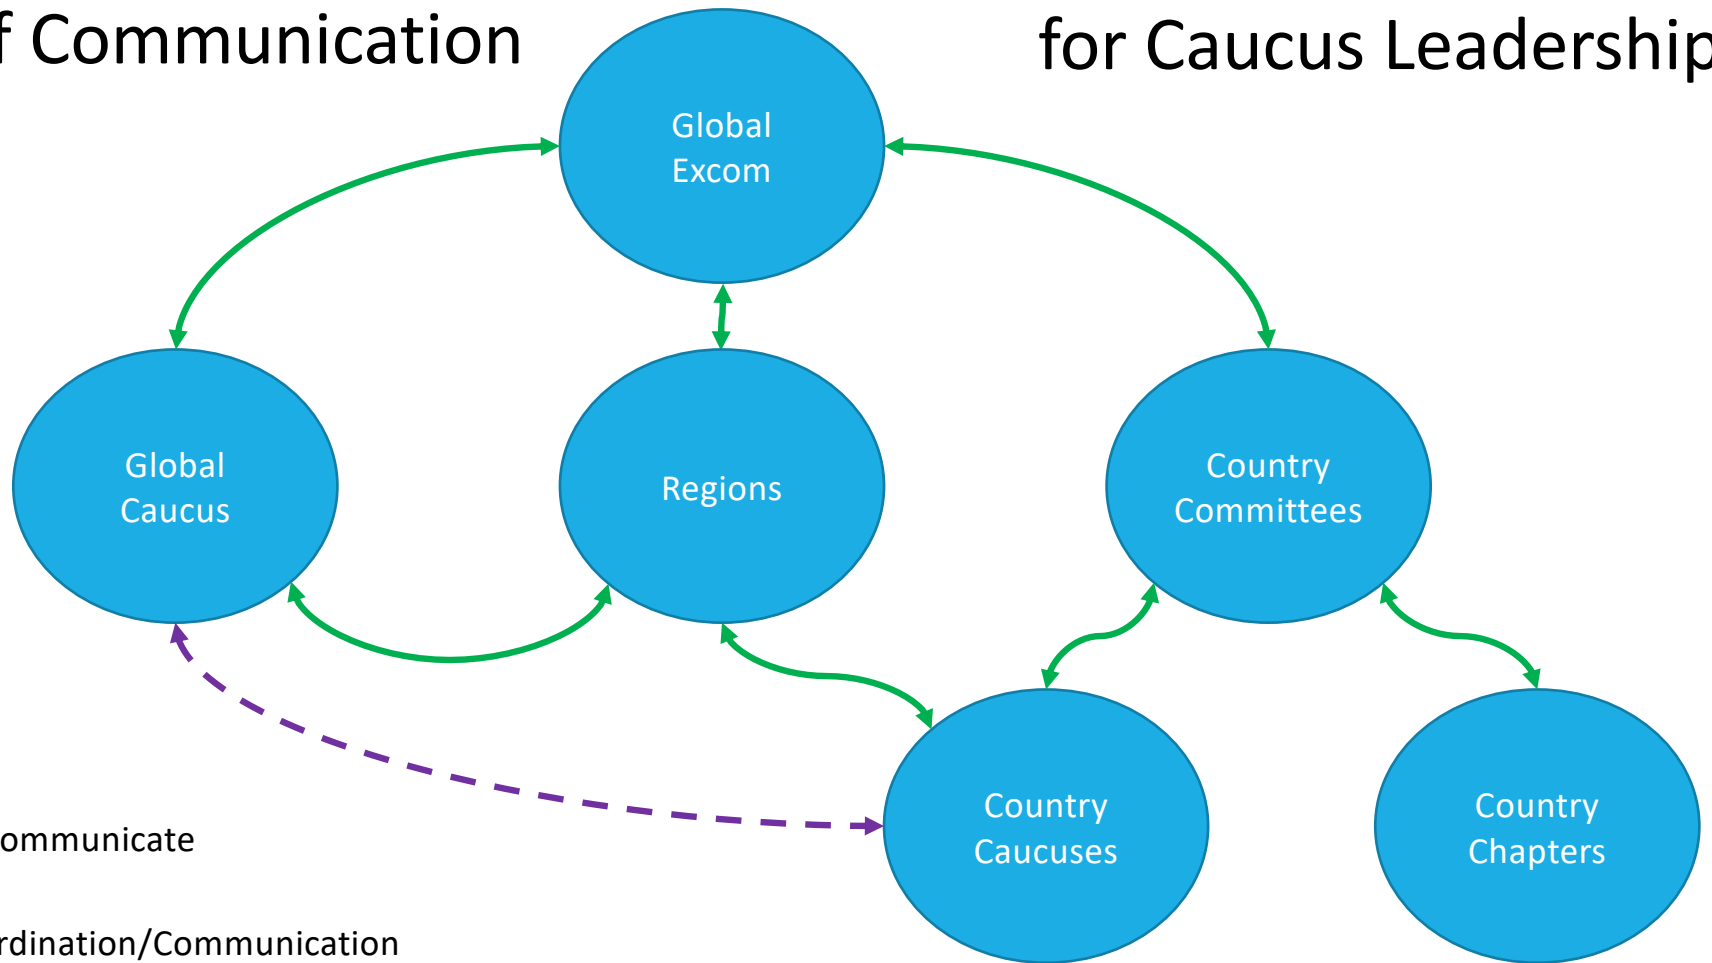 f Communication
for Caucus Leadership
Global
Excom
Global
Caucus
Regions
Country
Committees
Country
Caucuses
Country
Chapters
ommunicate
rdination/Communication